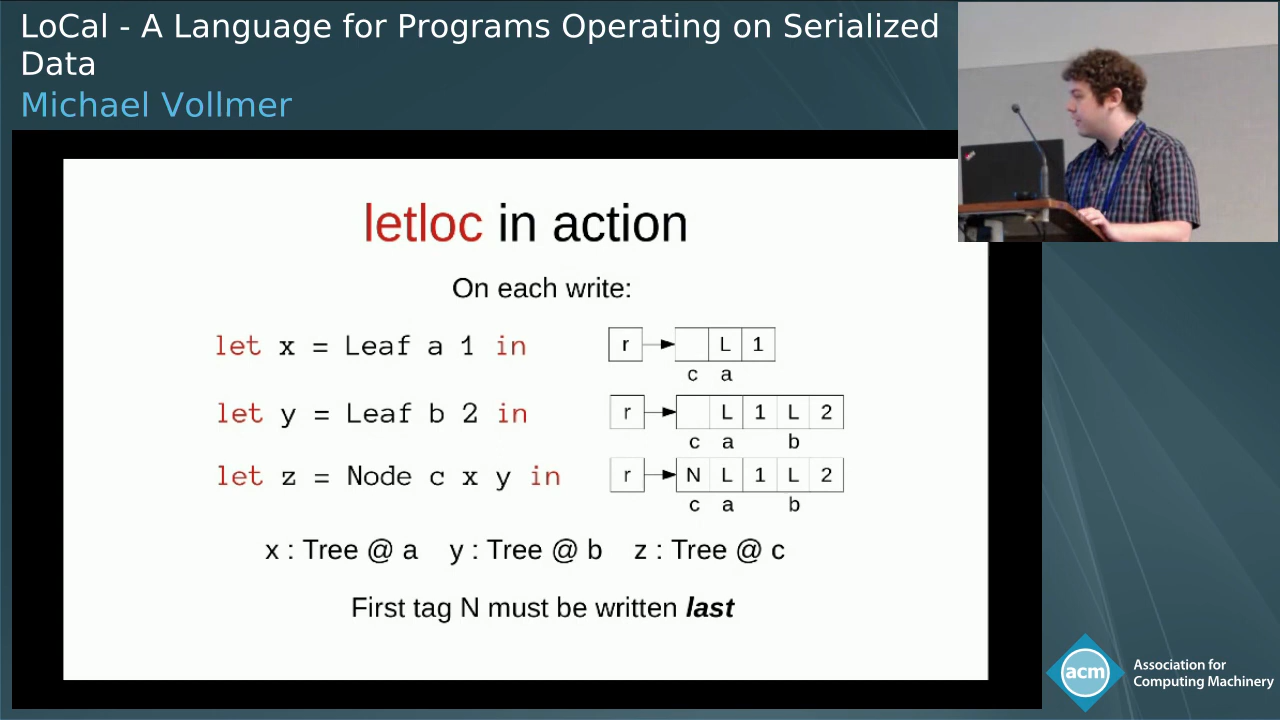 LoCal - A Language for Programs Operating on Serialized
Data
Michael Vollmer
letloc in action
On each write:
let x = Leaf a 1 in
r L 1
c a
let y = Leaf b 2 in
r L 1 L 2
c a b
let z = Node c x y in
r N L 1 L 2
c a b
x : Tree @ a y : Tree @ b z : Tree @ c
First tag N must be written last
acm
Association for
Computing Machinery